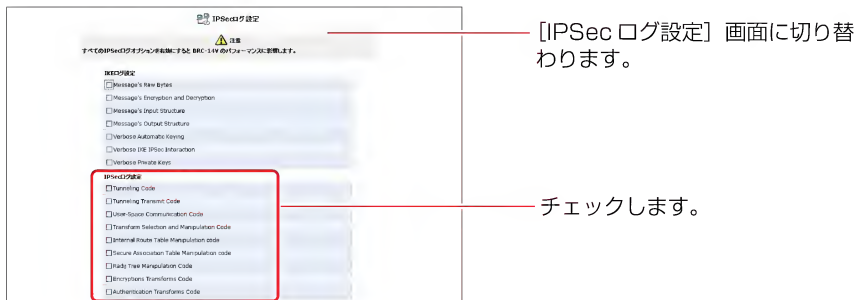 IPSecログ設定
注意
すべてのIPSecログオプションを有効にすると BRC-14V のパフォーマンスに影響します。
[IPSec ログ設定] 画面に切り替
わります。
IKEログ設定
Message's Raw Bytes
Message's Encryption and Decryption
Message's Input Structure
Message's Output Structure
Verbose Automatic Keying
Verbose IKE IPSec Interaction
Verbose Private Keys
IPSecログ設定
Tunneling Code
Tunneling Transmit Code
User-Space Communication Code
Transform Selection and Manipulation Code
Internal Route Table Manipulation code
Secure Association Table Manipulation code
Radij Tree Manipulation Code
Encryptions Transforms Code
Authentication Transforms Code
チェックします。